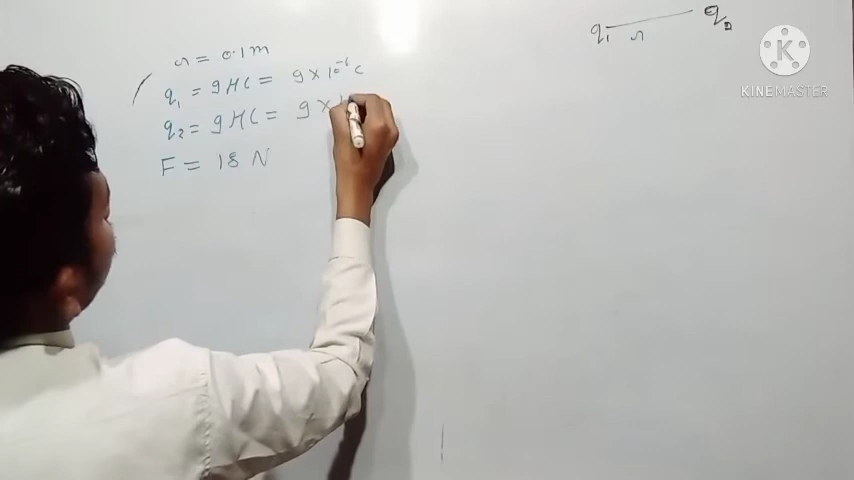 r = 0.1m
q₁ = 9 μC = 9 × 10⁻⁶ C
q₂ = 9 μC = 9 ×
F = 18 N
q₁ r q₂
KINEMASTER